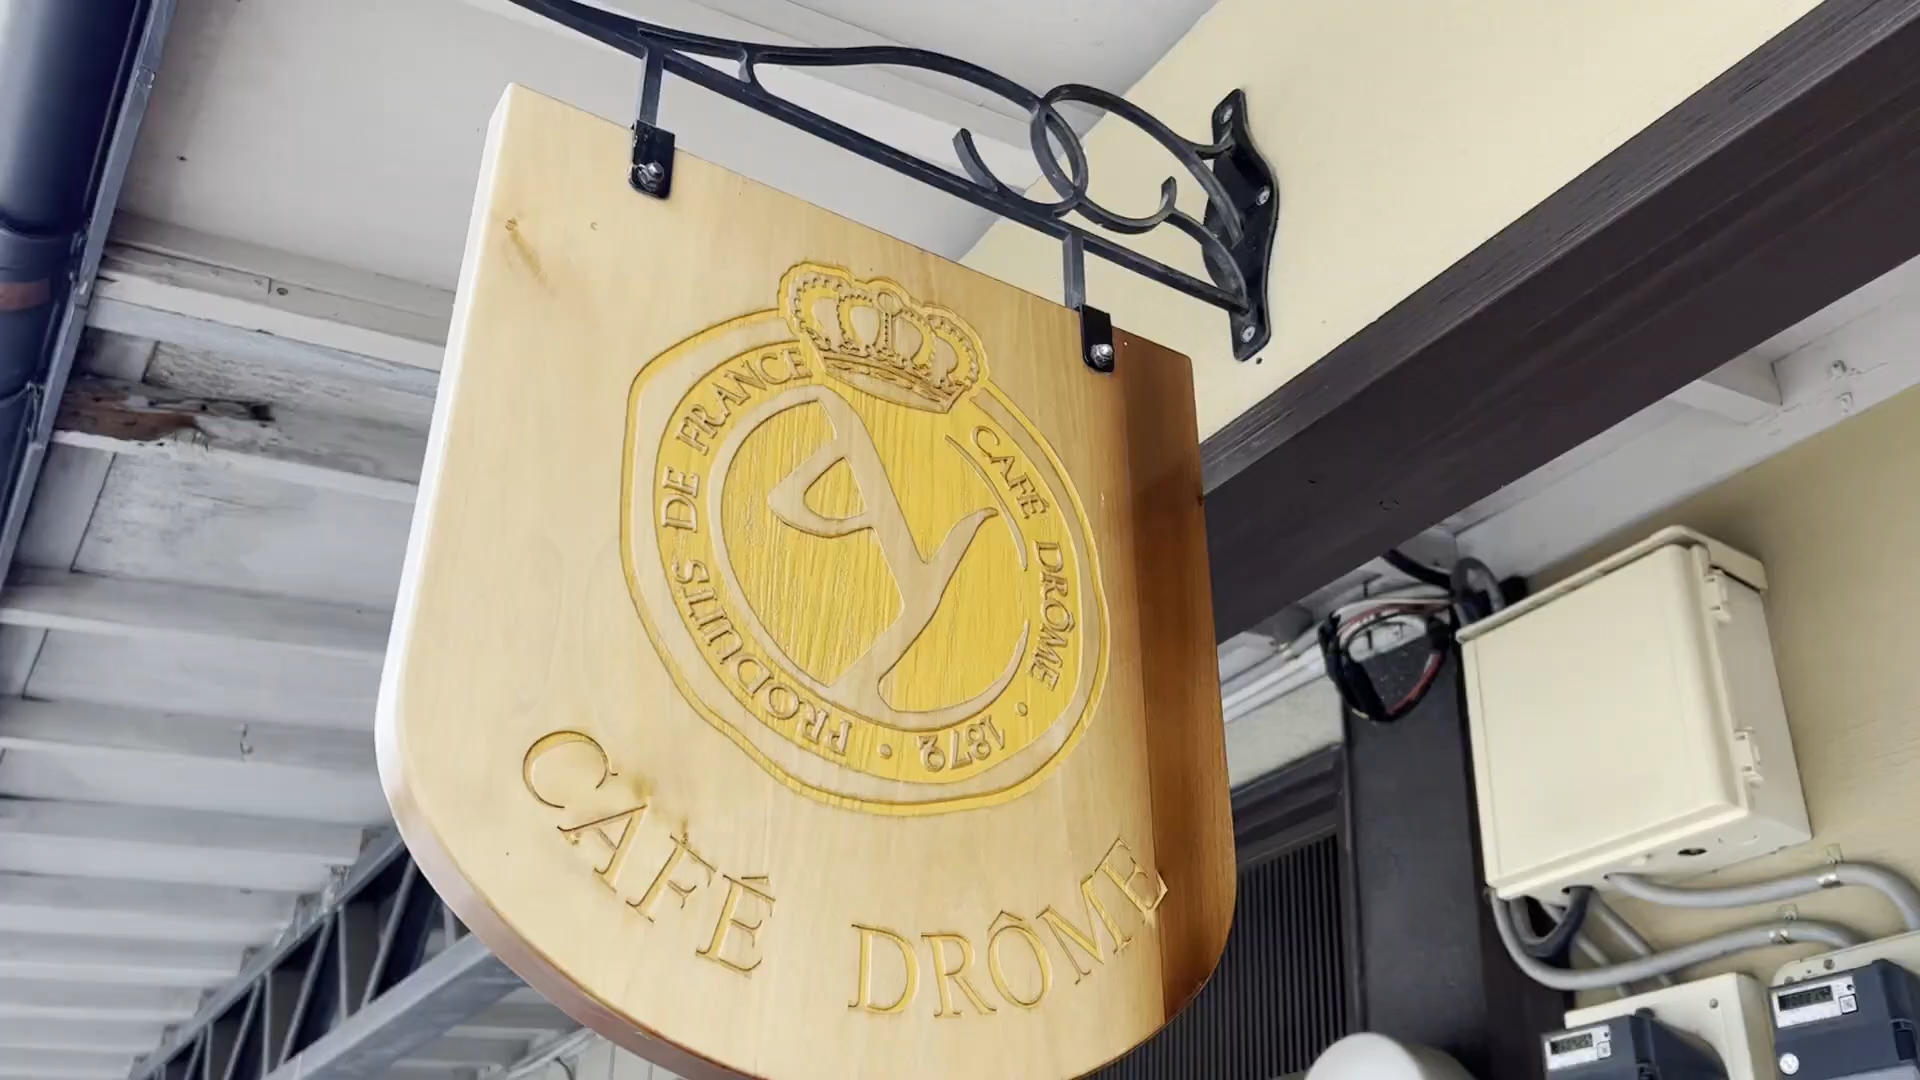 PRODUITS DE FRANCE
CAFÉ DRÔME • 1872 •
CAFÉ DRÔME